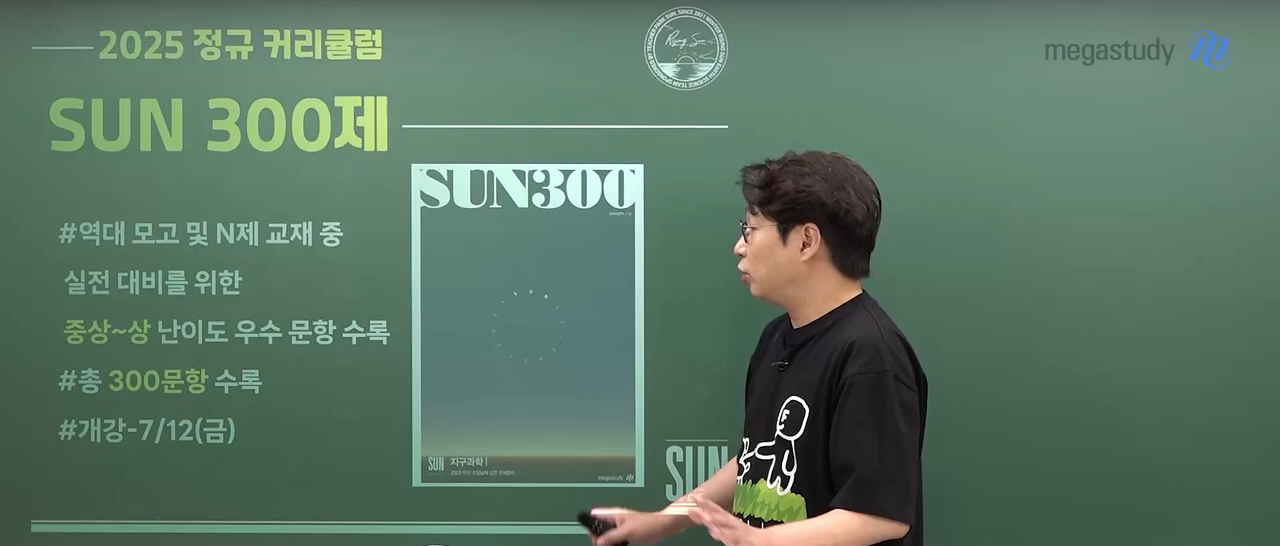 2025 정규 커리큘럼
SUN 300제
#역대 모고 및 N제 교재 중
실전 대비를 위한
중상~상 난이도 우수 문항 수록
#총 300문항 수록
#개강-7/12(금)
Rising Sun
megastudy
SUN300
SUN
지구과학 I
megastudy
SUN